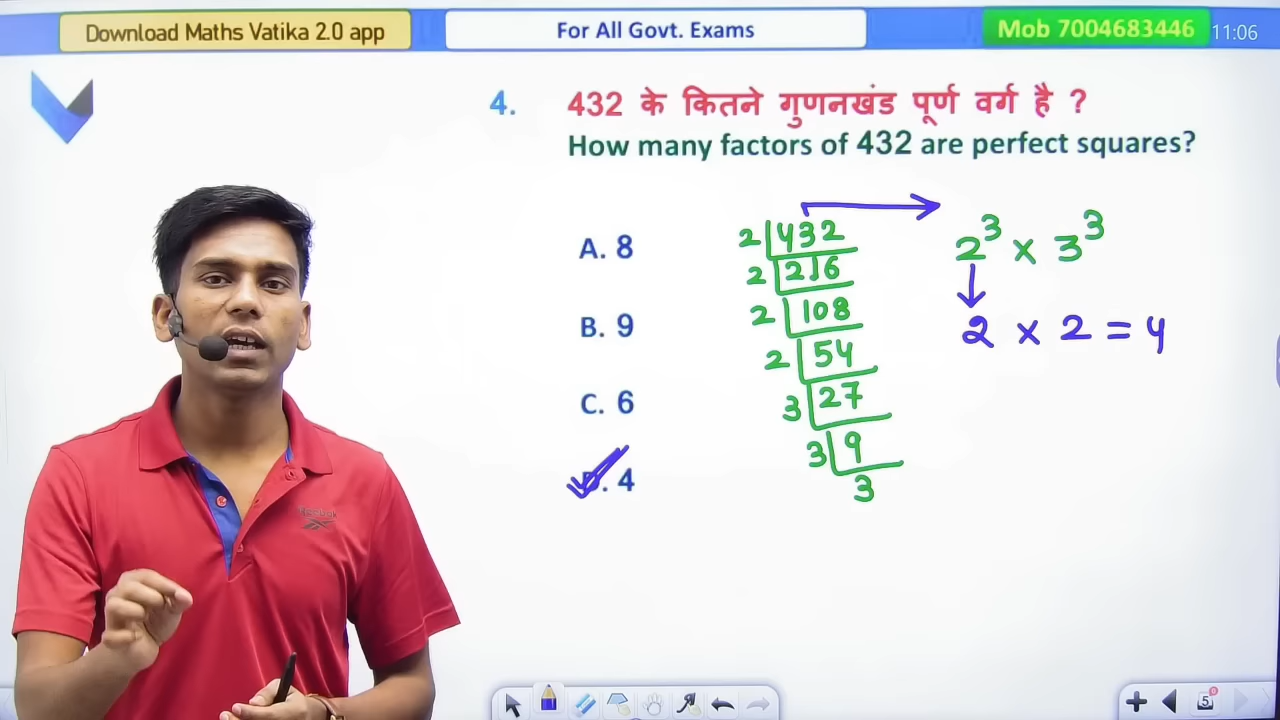 Download Maths Vatika 2.0 app
For All Govt. Exams
Mob 7004683446
11:06
4. 432 के कितने गुणनखंड पूर्ण वर्ग है ?
How many factors of 432 are perfect squares?
A. 8
B. 9
C. 6
D. 4
2 | 432
2 | 216
2 | 108
2 | 54
3 | 27
3 | 9
3
2³ × 3³
2 × 2 = 4
Reebok
5